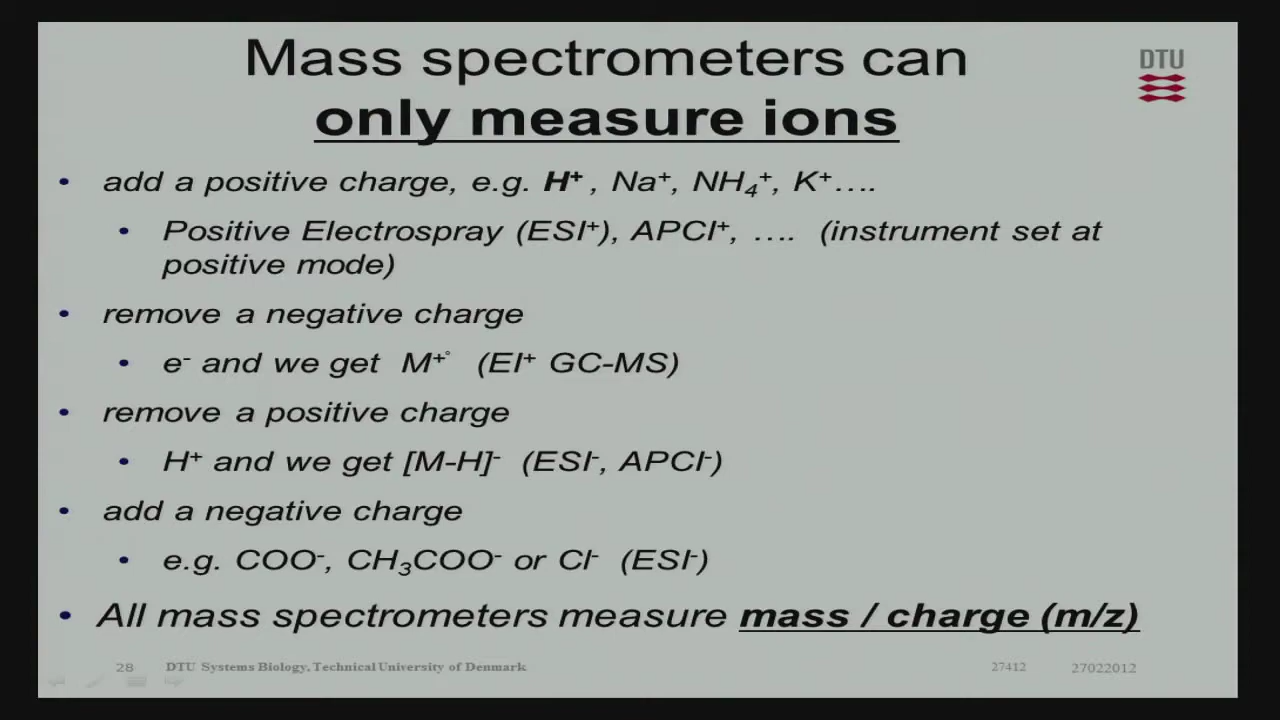 Mass spectrometers can
only measure ions
DTU
• add a positive charge, e.g. H⁺ , Na⁺, NH₄⁺, K⁺….
• Positive Electrospray (ESI⁺), APCI⁺, …. (instrument set at
positive mode)
• remove a negative charge
• e⁻ and we get M⁺° (EI⁺ GC-MS)
• remove a positive charge
• H⁺ and we get [M-H]⁻ (ESI⁻, APCI⁻)
• add a negative charge
• e.g. COO⁻, CH₃COO⁻ or Cl⁻ (ESI⁻)
• All mass spectrometers measure mass / charge (m/z)
28 DTU Systems Biology, Technical University of Denmark 27412 27022012